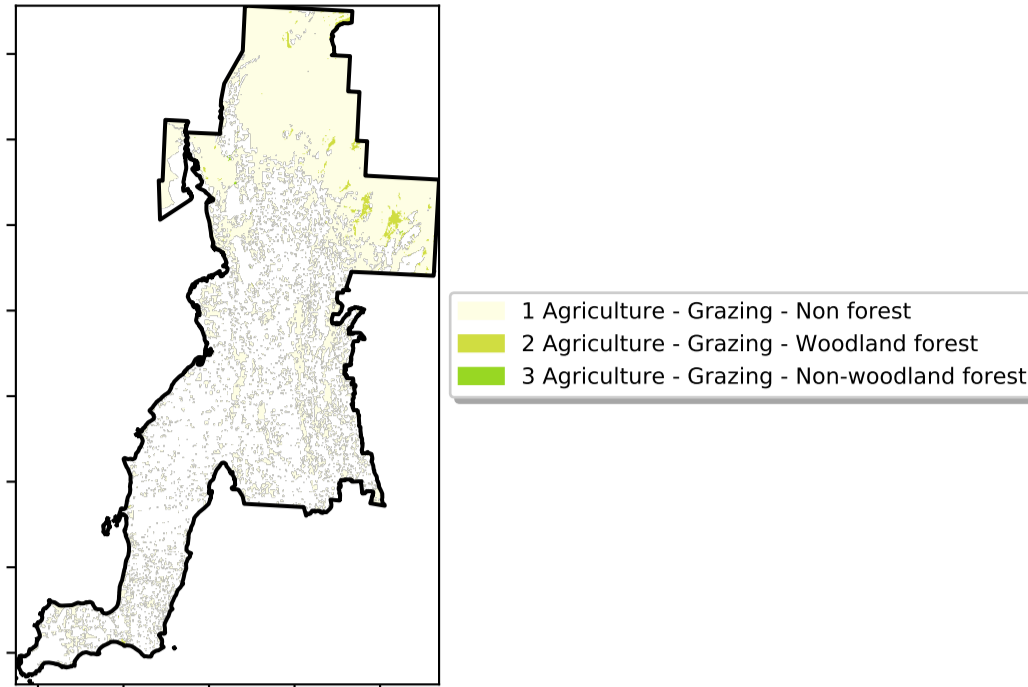 1 Agriculture - Grazing - Non forest
2 Agriculture - Grazing - Woodland forest
3 Agriculture - Grazing - Non-woodland forest